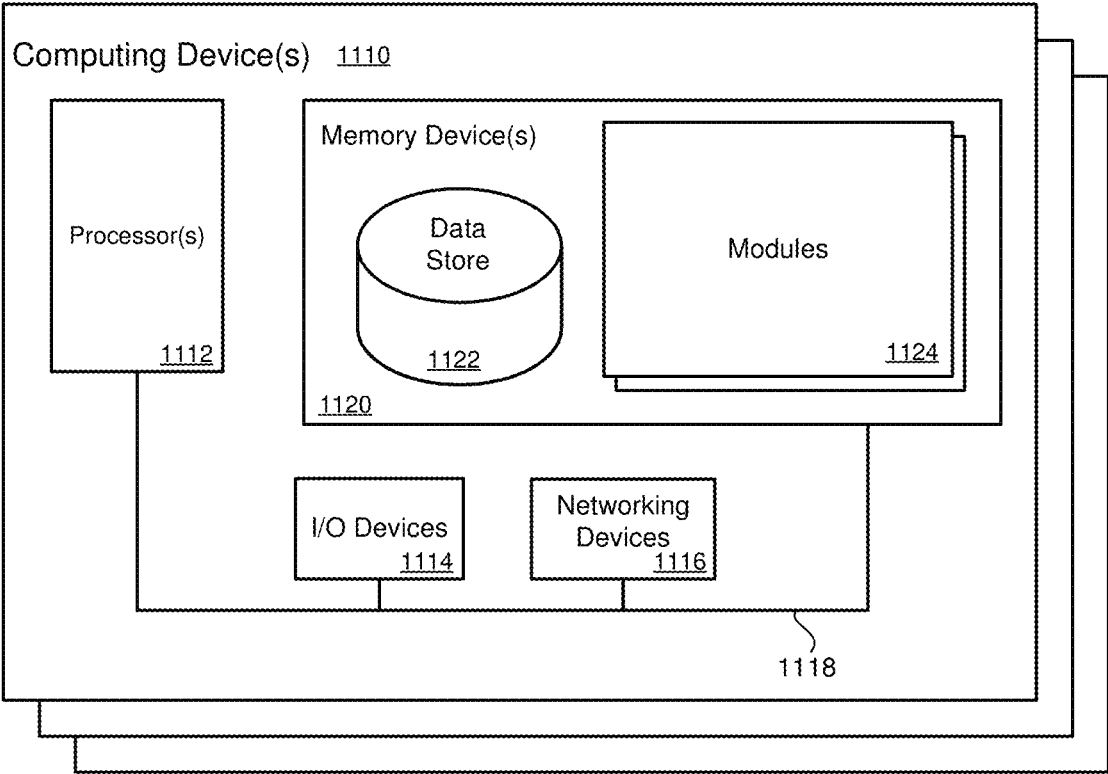 Computing Device(s) 1110
Processor(s)
1112
Memory Device(s)
Data
Store
1122
1120
Modules
1124
I/O Devices
1114
Networking
Devices
1116
1118